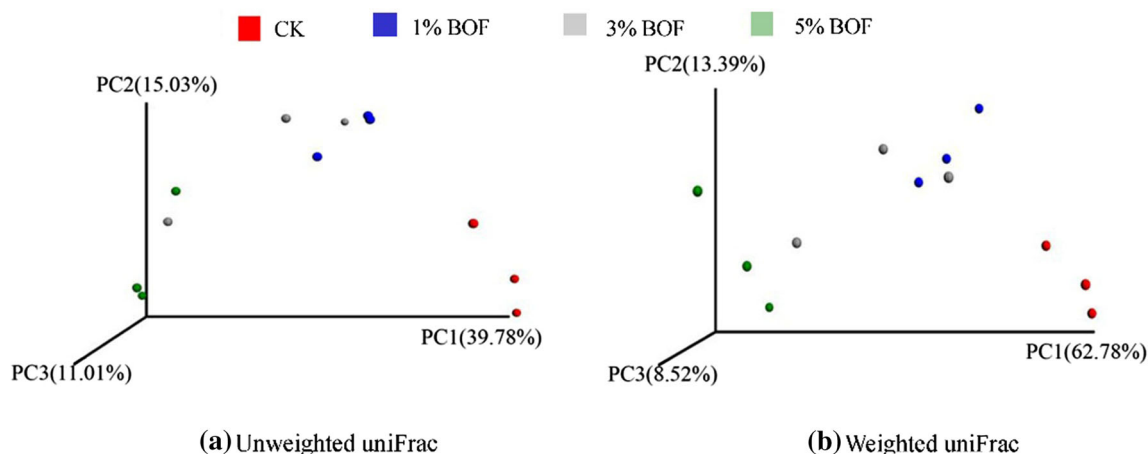 CK 1% BOF 3% BOF 5% BOF
PC2(15.03%)
PC1(39.78%)
PC3(11.01%)
(a) Unweighted uniFrac
PC2(13.39%)
PC1(62.78%)
PC3(8.52%)
(b) Weighted uniFrac